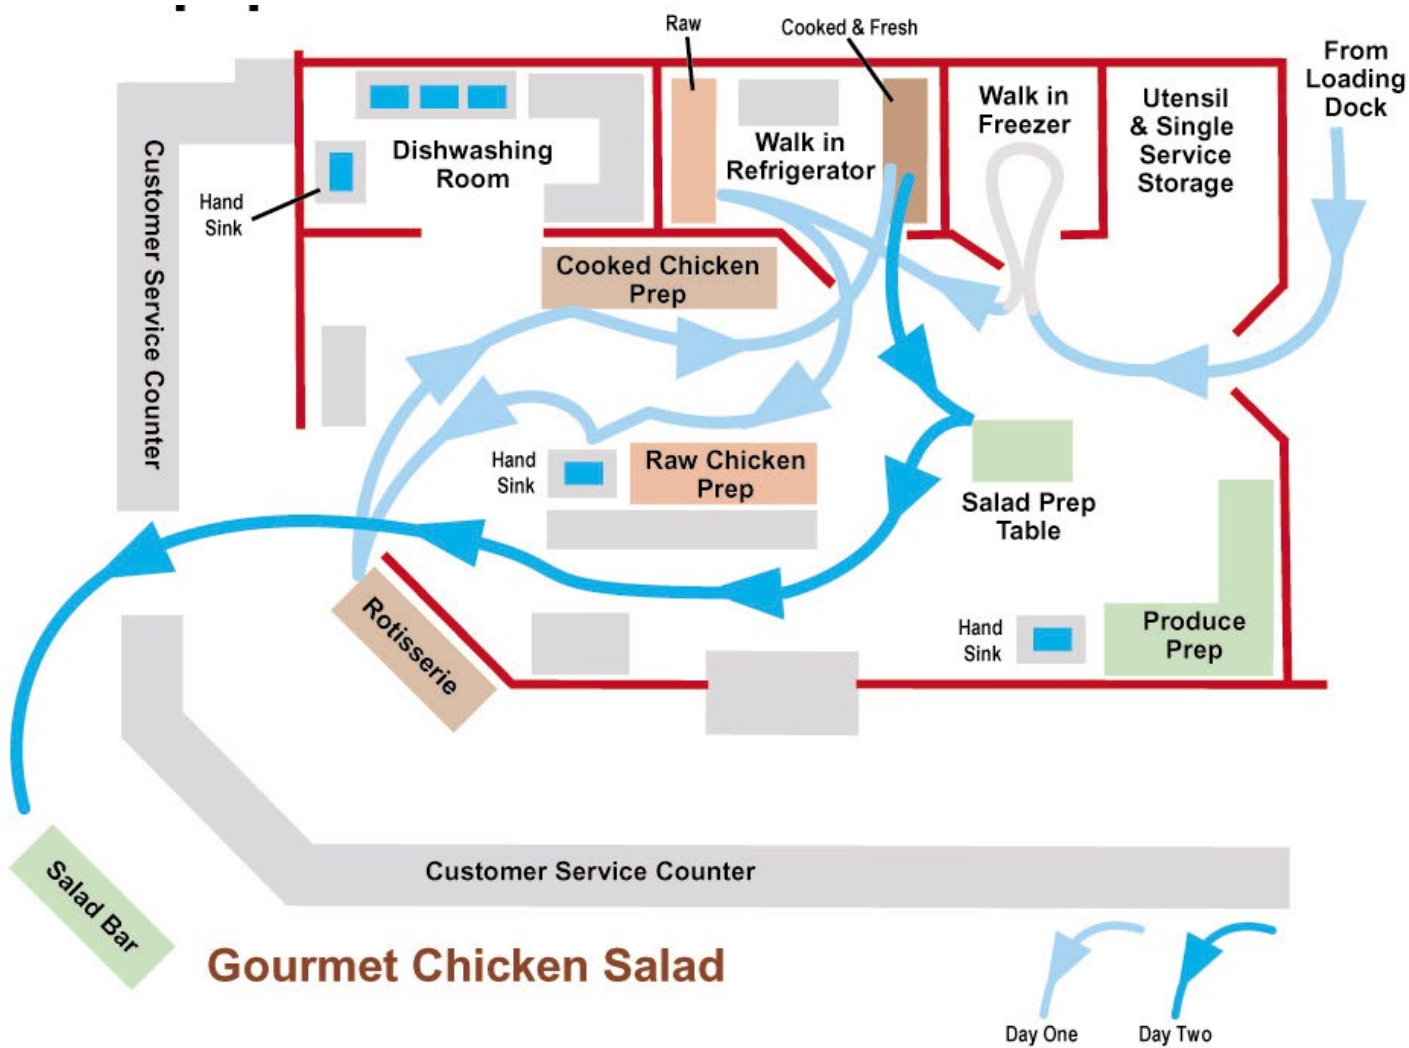 Raw
Cooked & Fresh
From
Loading
Dock
Walk in
Freezer
Utensil
& Single
Service
Storage
Walk in
Refrigerator
Dishwashing
Room
Hand
Sink
Customer Service Counter
Cooked Chicken
Prep
Hand
Sink
Raw Chicken
Prep
Salad Prep
Table
Rotisserie
Hand
Sink
Produce
Prep
Customer Service Counter
Salad Bar
Gourmet Chicken Salad
Day One
Day Two